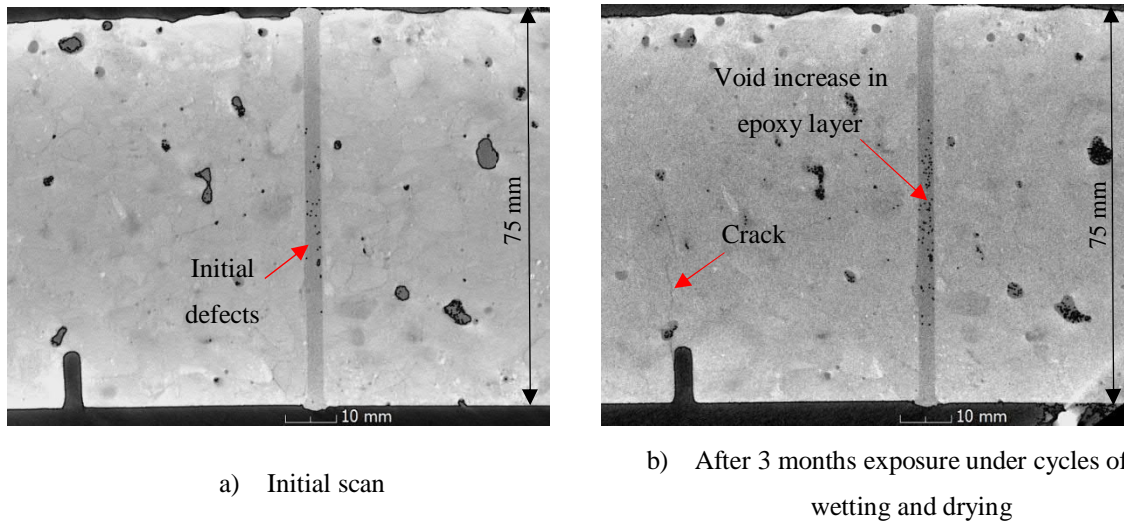 Initial
defects
75 mm
10 mm
a) Initial scan
Void increase in
epoxy layer
Crack
75 mm
10 mm
b) After 3 months exposure under cycles of
wetting and drying